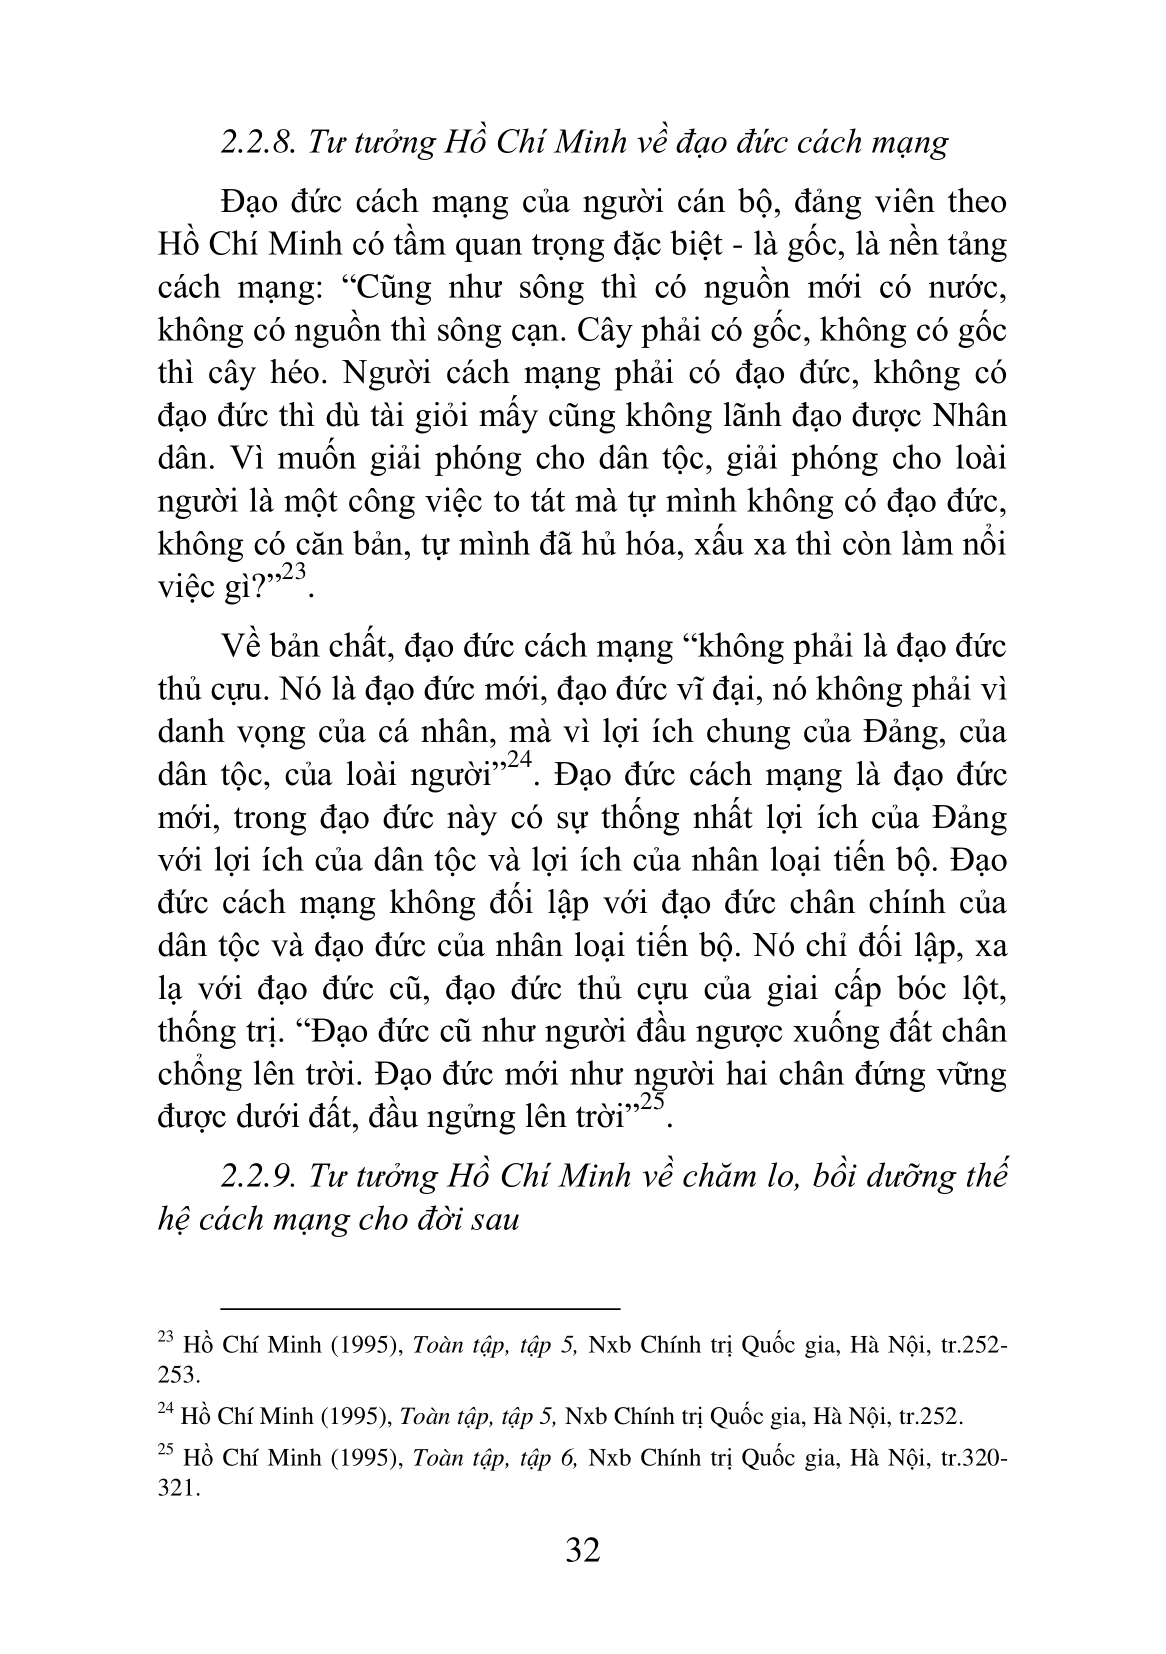 2.2.8. Tư tưởng Hồ Chí Minh về đạo đức cách mạng
Đạo đức cách mạng của người cán bộ, đảng viên theo
Hồ Chí Minh có tầm quan trọng đặc biệt - là gốc, là nền tảng
cách mạng: “Cũng như sông thì có nguồn mới có nước,
không có nguồn thì sông cạn. Cây phải có gốc, không có gốc
thì cây héo. Người cách mạng phải có đạo đức, không có
đạo đức thì dù tài giỏi mấy cũng không lãnh đạo được Nhân
dân. Vì muốn giải phóng cho dân tộc, giải phóng cho loài
người là một công việc to tát mà tự mình không có đạo đức,
không có căn bản, tự mình đã hủ hóa, xấu xa thì còn làm nổi
việc gì?”23.
Về bản chất, đạo đức cách mạng “không phải là đạo đức
thủ cựu. Nó là đạo đức mới, đạo đức vĩ đại, nó không phải vì
danh vọng của cá nhân, mà vì lợi ích chung của Đảng, của
dân tộc, của loài người”24. Đạo đức cách mạng là đạo đức
mới, trong đạo đức này có sự thống nhất lợi ích của Đảng
với lợi ích của dân tộc và lợi ích của nhân loại tiến bộ. Đạo
đức cách mạng không đối lập với đạo đức chân chính của
dân tộc và đạo đức của nhân loại tiến bộ. Nó chỉ đối lập, xa
lạ với đạo đức cũ, đạo đức thủ cựu của giai cấp bóc lột,
thống trị. “Đạo đức cũ như người đầu ngược xuống đất chân
chổng lên trời. Đạo đức mới như người hai chân đứng vững
được dưới đất, đầu ngửng lên trời”25.
2.2.9. Tư tưởng Hồ Chí Minh về chăm lo, bồi dưỡng thế
hệ cách mạng cho đời sau
23 Hồ Chí Minh (1995), Toàn tập, tập 5, Nxb Chính trị Quốc gia, Hà Nội, tr.252-
253.
24 Hồ Chí Minh (1995), Toàn tập, tập 5, Nxb Chính trị Quốc gia, Hà Nội, tr.252.
25 Hồ Chí Minh (1995), Toàn tập, tập 6, Nxb Chính trị Quốc gia, Hà Nội, tr.320-
321.
32